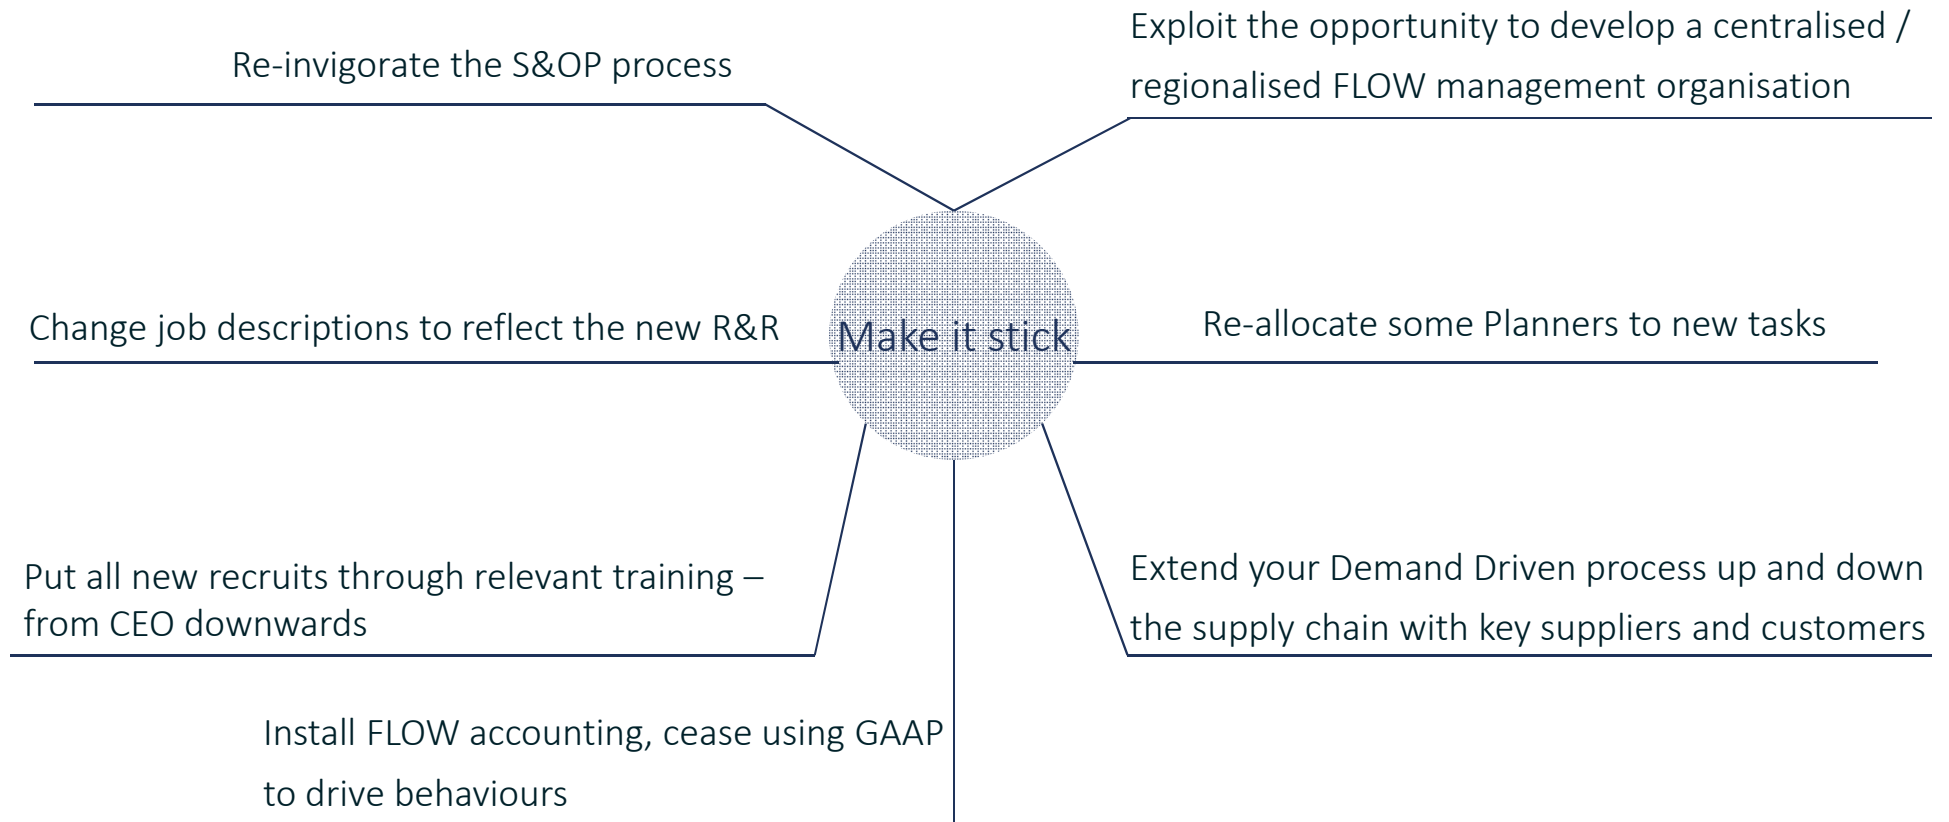 Re-invigorate the S&OP process
Exploit the opportunity to develop a centralised /
regionalised FLOW management organisation
Change job descriptions to reflect the new R&R
Make it stick
Re-allocate some Planners to new tasks
Put all new recruits through relevant training –
from CEO downwards
Extend your Demand Driven process up and down
the supply chain with key suppliers and customers
Install FLOW accounting, cease using GAAP
to drive behaviours